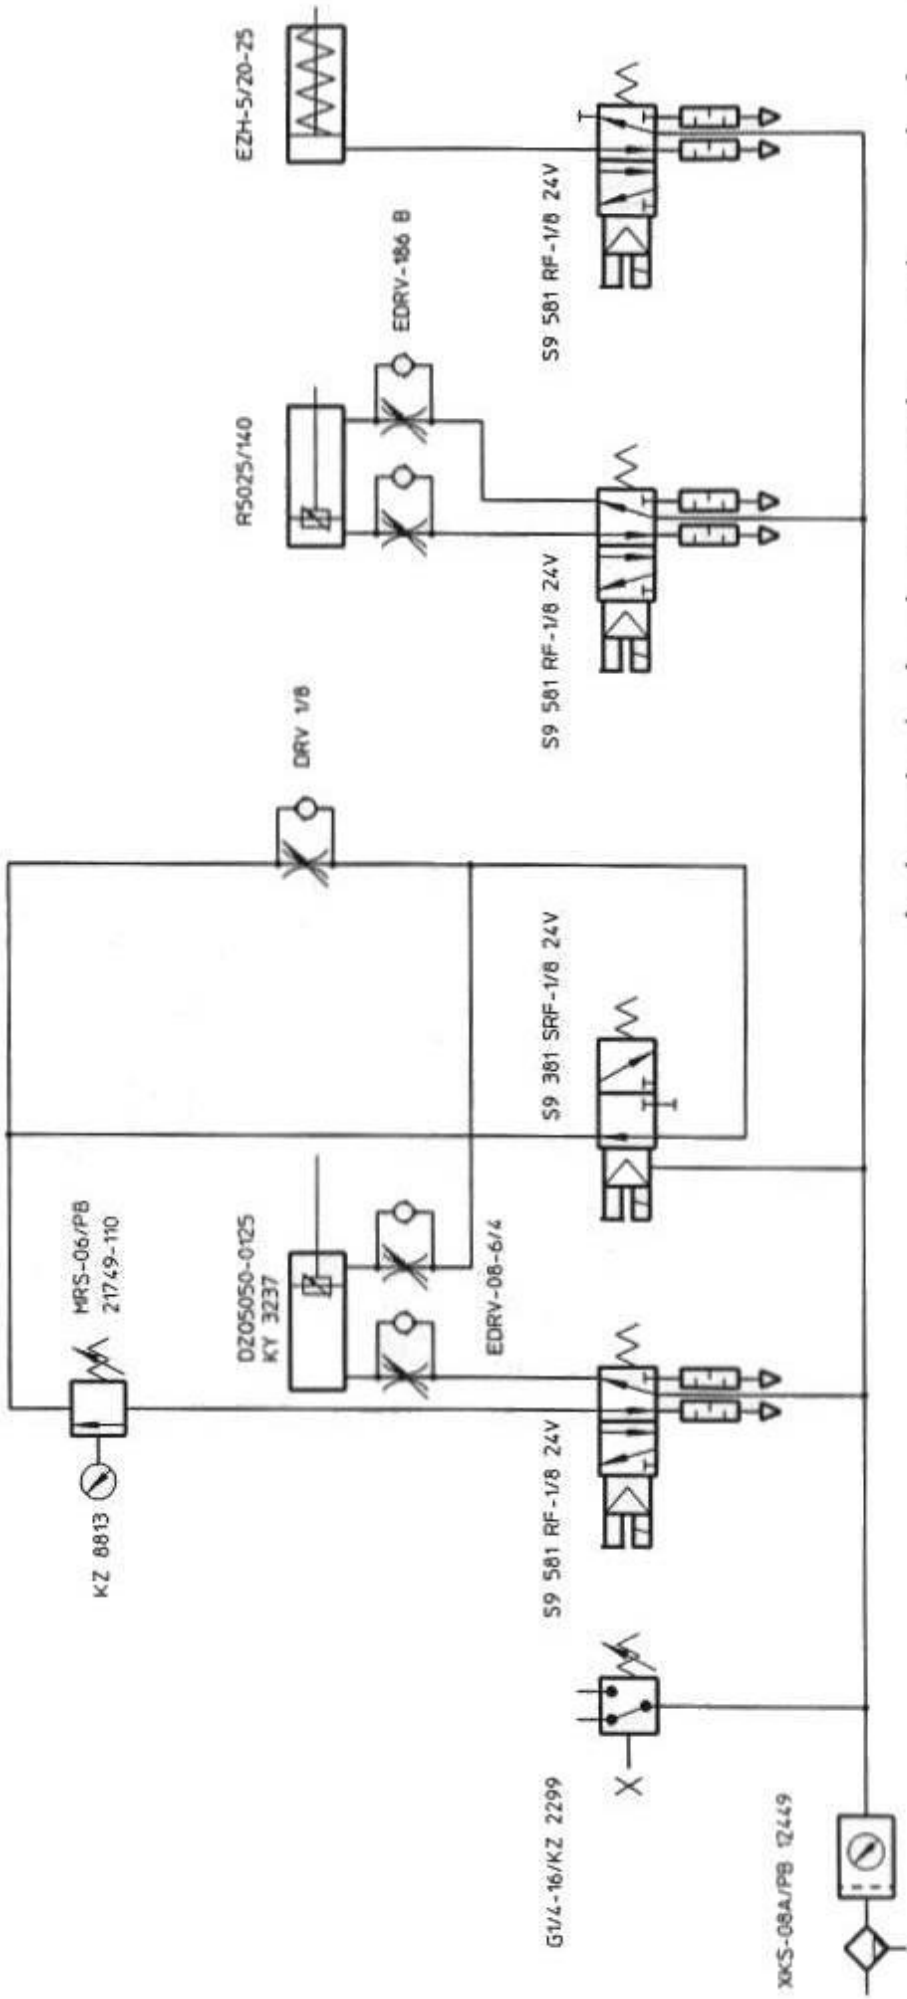 KZ 8813
MRS-06/PB
21749-110
DZ05050-0125
KY 3237
EDRV-08-6/4
DRV 1/8
R5025/140
EDRV-186 B
EZH-5/20-25
G1/4-16/KZ 2299
X
S9 581 RF-1/8 24V
S9 381 SRF-1/8 24V
S9 581 RF-1/8 24V
S9 581 RF-1/8 24V
XKS-08A/PB 12449